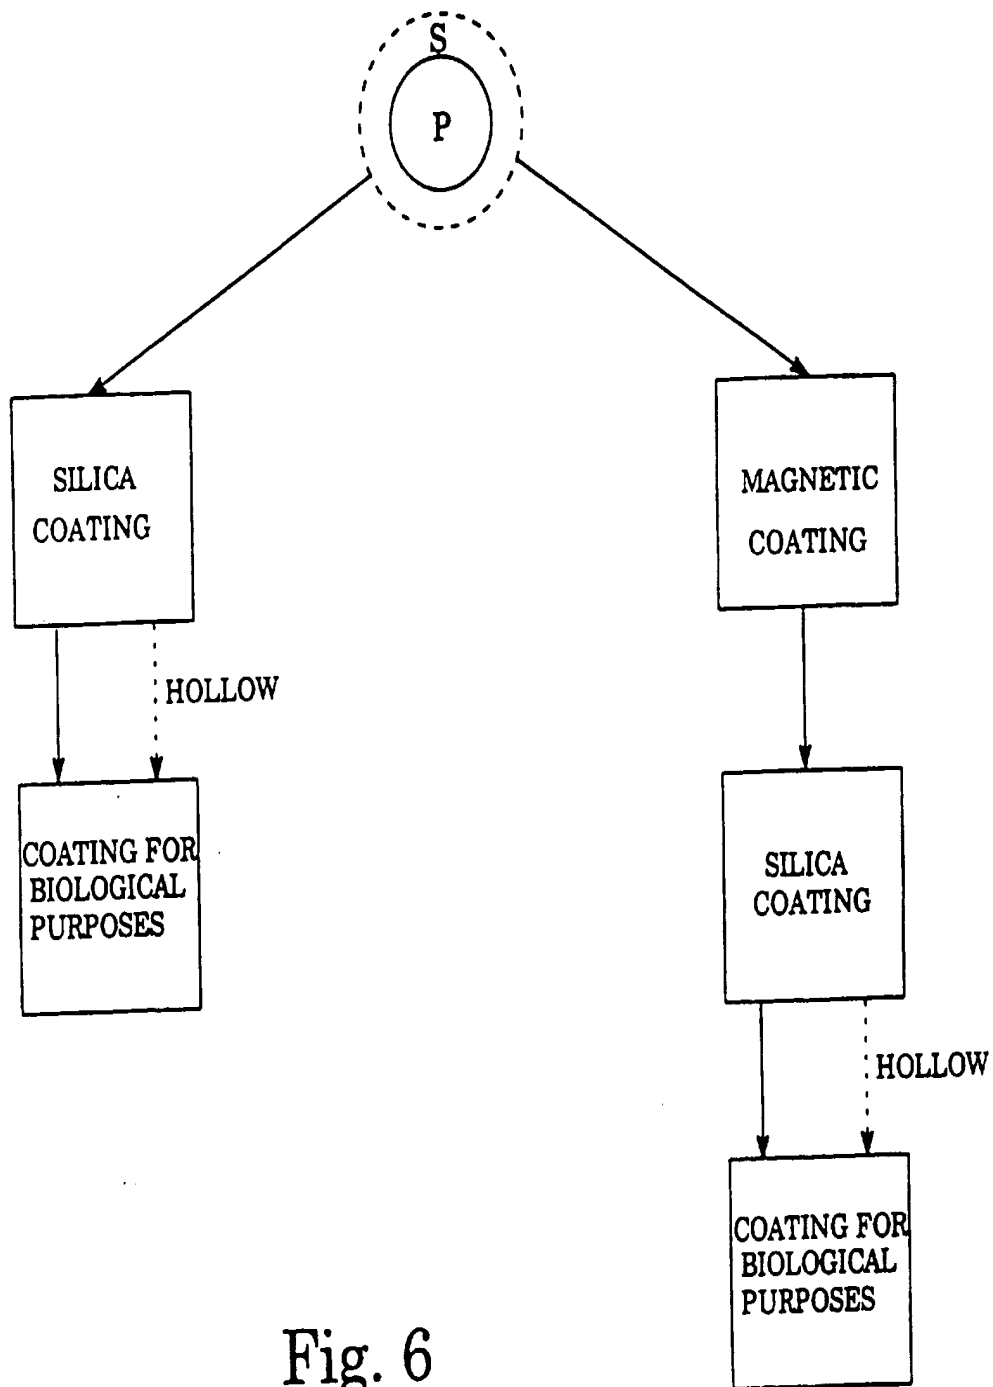 S
P
SILICA
COATING
MAGNETIC
COATING
HOLLOW
COATING FOR
BIOLOGICAL
PURPOSES
SILICA
COATING
HOLLOW
COATING FOR
BIOLOGICAL
PURPOSES
Fig. 6